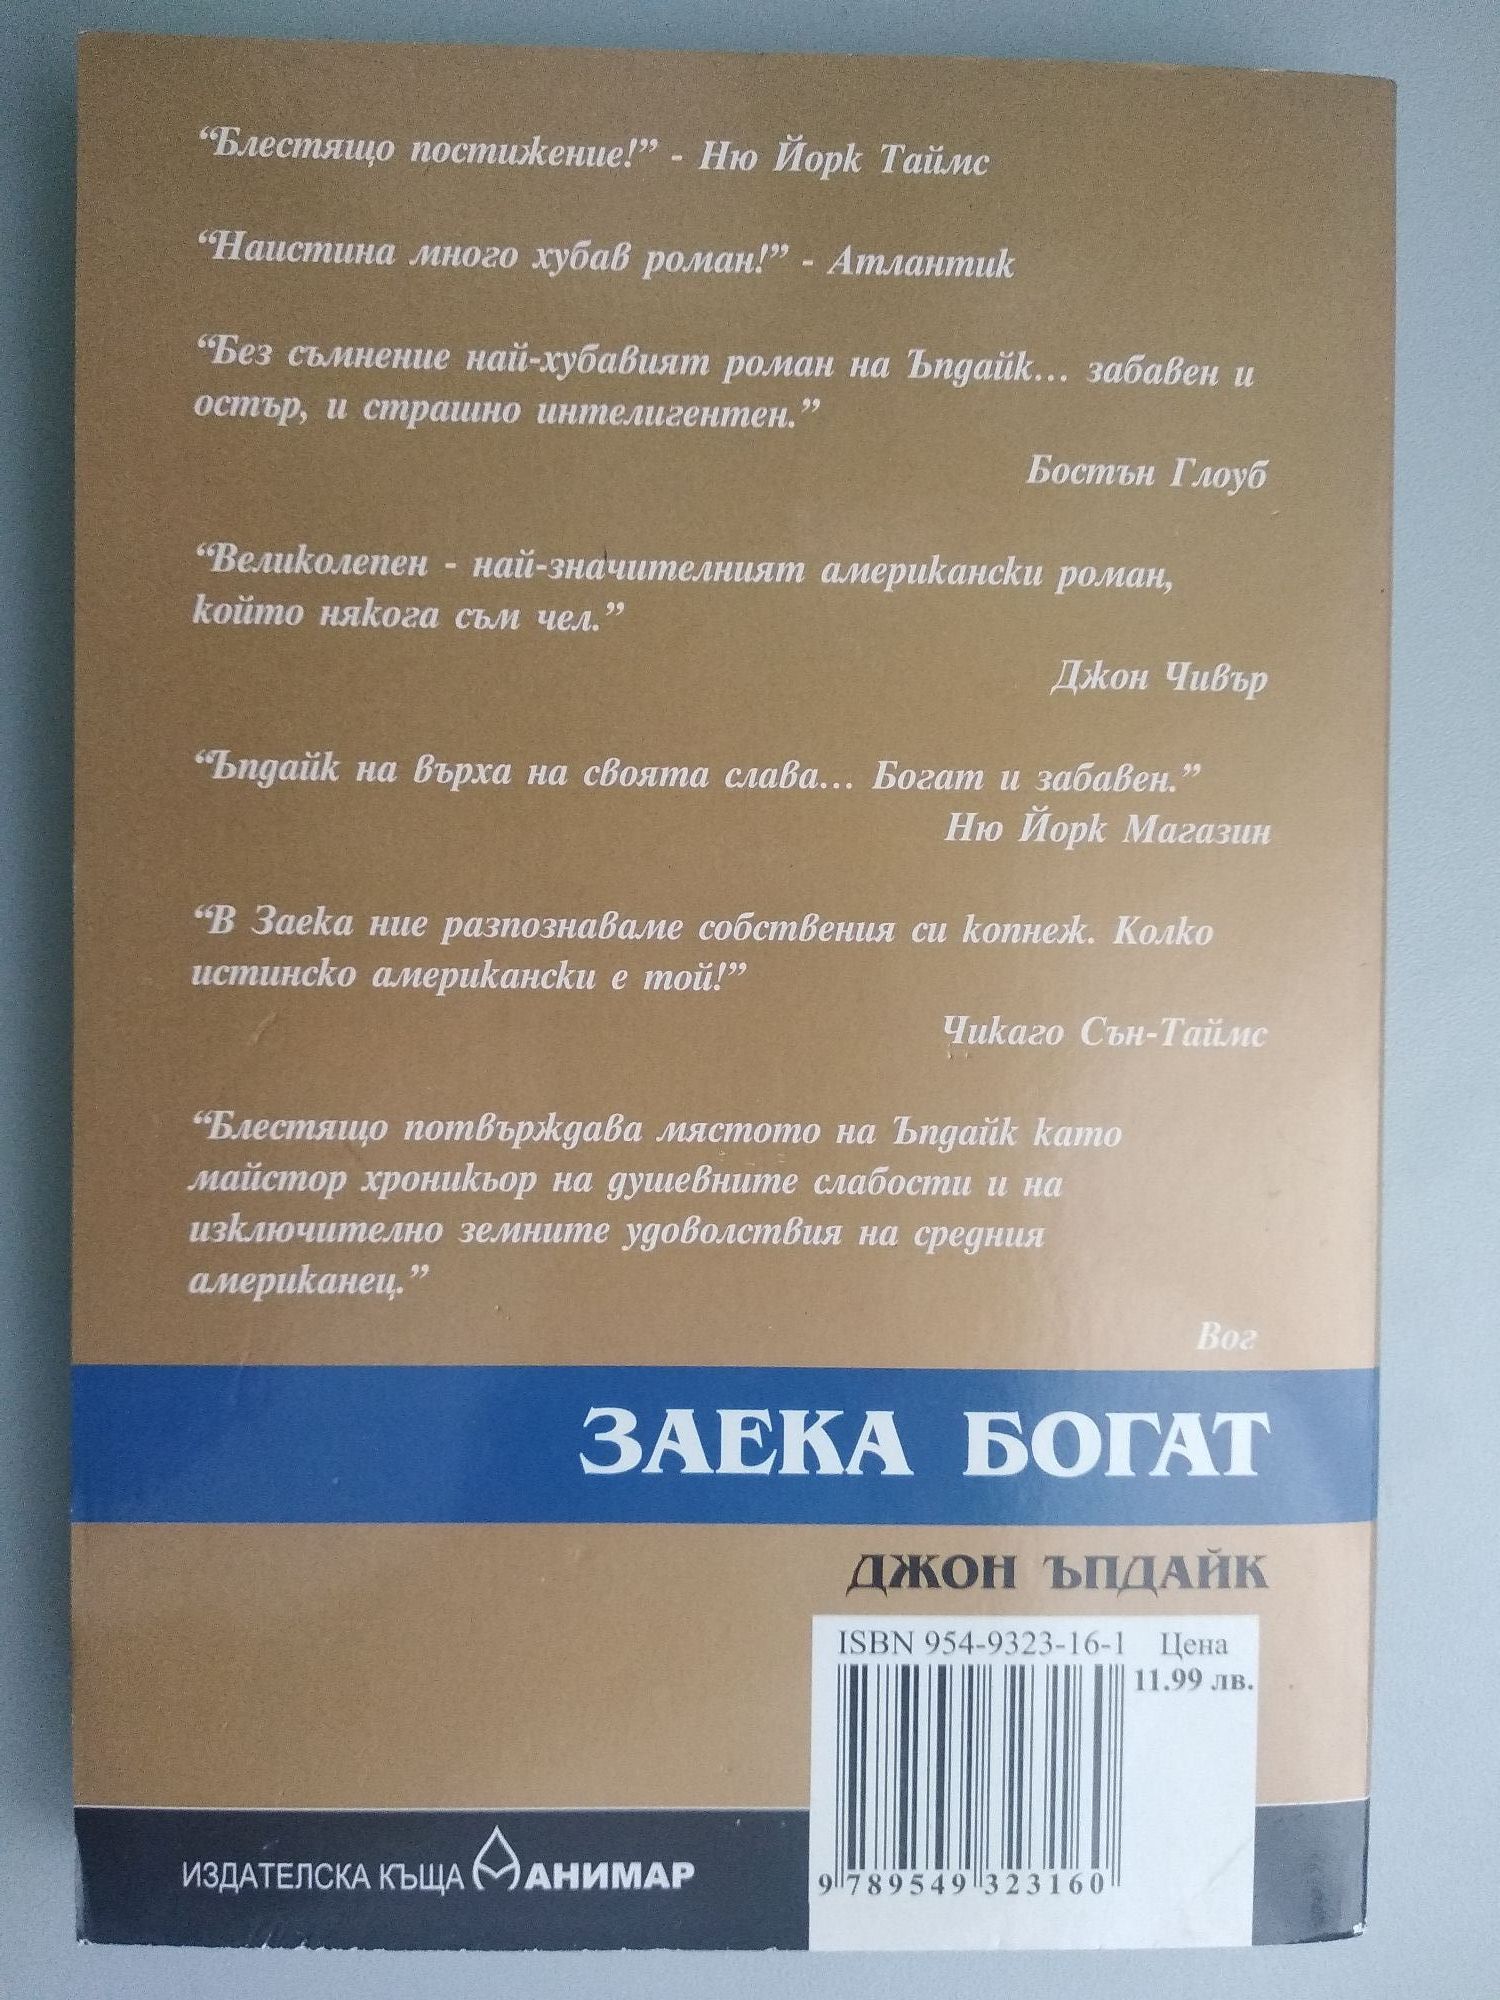 “Блестящо постижение!” - Ню Йорк Таймс
“Наистина много хубав роман!” - Атлантик
“Без съмнение най-хубавият роман на Ъпдайк... забавен и
остър, и страшно интелигентен.”
Бостън Глоуб
“Великолепен - най-значителният американски роман,
който някога съм чел.”
Джон Чивър
“Ъпдайк на върха на своята слава... Богат и забавен.”
Ню Йорк Магазин
“В Заека ние разпознаваме собствения си копнеж. Колко
истинско американски е той!”
Чикаго Сън-Таймс
“Блестящо потвърждава мястото на Ъпдайк като
майстор хроникьор на душевните слабости и на
изключително земните удоволствия на средния
американец.”
Вог
ЗАЕКА БОГАТ
ДЖОН ЪПДАЙК
ISBN 954-9323-16-1 Цена
11.99 лв.
9 789549 323160
ИЗДАТЕЛСКА КЪЩА АНИМАР